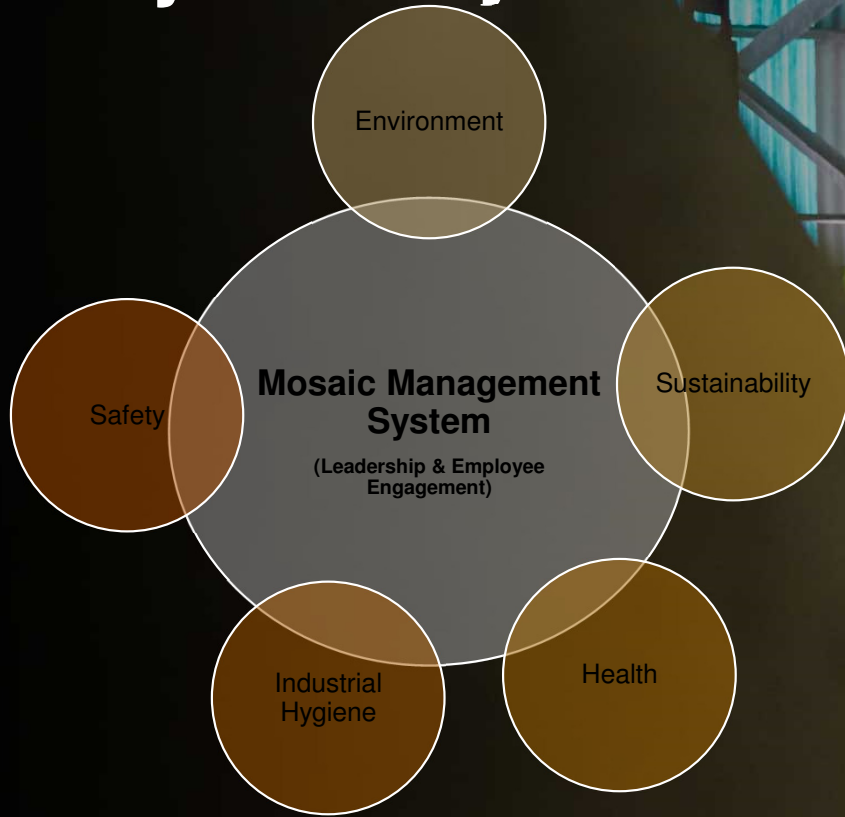 Environment
Sustainability
Safety
Mosaic Management
System
(Leadership & Employee
Engagement)
Industrial
Hygiene
Health